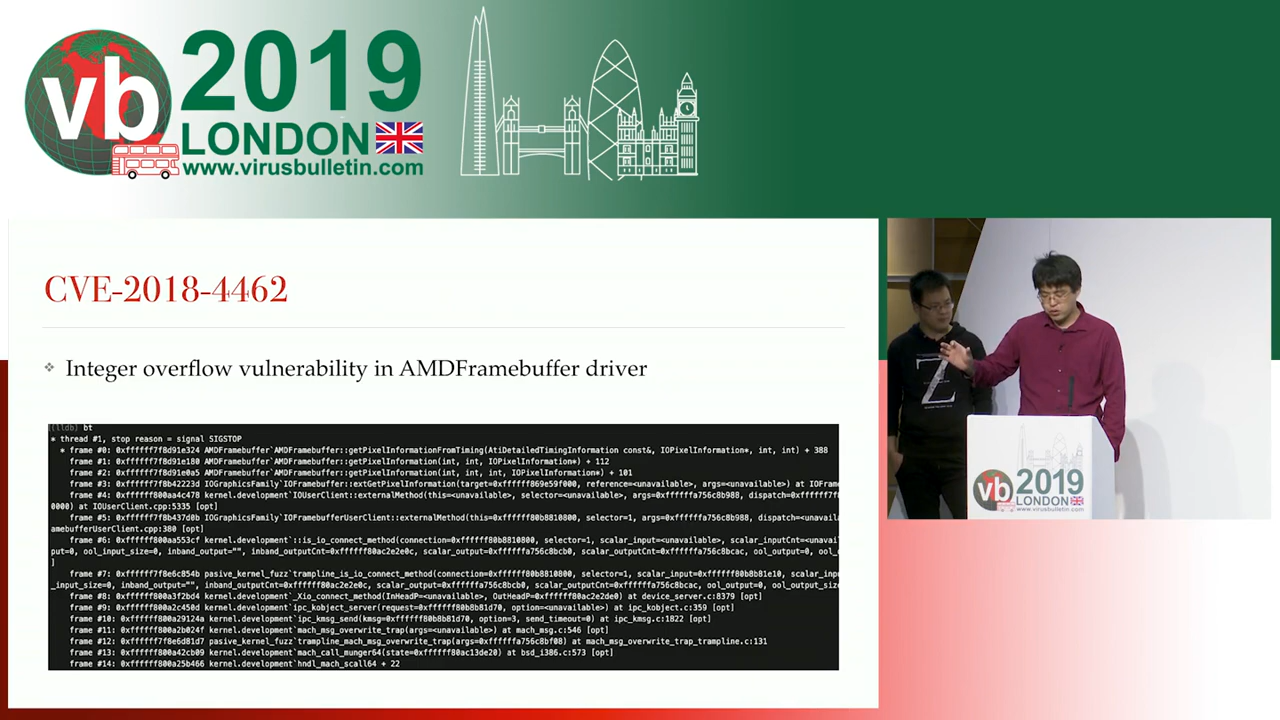 vb
2019
LONDON
www.virusbulletin.com
CVE-2018-4462
Integer overflow vulnerability in AMDFramebuffer driver
(lldb) bt
* thread #1, stop reason = signal SIGSTOP
* frame #0: 0xffffff7f8d91e324 AMDFramebuffer`AMDFramebuffer::getPixelInformationFromTiming(AtiDetailedTimingInformation const&, IOPixelInformation*, int, int) + 388
frame #1: 0xffffff7f8d91e180 AMDFramebuffer`AMDFramebuffer::getPixelInformation(int, int, IOPixelInformation*) + 112
frame #2: 0xffffff7f8d91e0a5 AMDFramebuffer`AMDFramebuffer::getPixelInformation(int, int, int, IOPixelInformation*) + 101
frame #3: 0xffffff7f8b42223d IOGraphicsFamily`IOFramebuffer::extGetPixelInformation(target=0xffffff869e59f000, reference=<unavailable>, args=<unavailable>) at IOFrame
frame #4: 0xffffff800aa4c478 kernel.development`IOUserClient::externalMethod(this=<unavailable>, selector=<unavailable>, args=0xffffffa756c8b988, dispatch=0xffffff7f
0000) at IOUserClient.cpp:5335 [opt]
frame #5: 0xffffff7f8b437d0b IOGraphicsFamily`IOFramebufferUserClient::externalMethod(this=0xffffff80b8810800, selector=1, args=0xffffffa756c8b988, dispatch=<unavaila
amebufferUserClient.cpp:380 [opt]
frame #6: 0xffffff800aa553cf kernel.development`::is_io_connect_method(connection=0xffffff80b8810800, selector=1, scalar_input=<unavailable>, scalar_inputCnt=<unavai
put=0, ool_input_size=0, inband_output="", inband_outputCnt=0xffffff80ac2e2e0c, scalar_output=0xffffffa756c8bcb0, scalar_outputCnt=0xffffffa756c8bcac, ool_output=0, ool_o
]
frame #7: 0xffffff7f8e6c854b pasive_kernel_fuzz`trampline_is_io_connect_method(connection=0xffffff80b8810800, selector=1, scalar_input=0xffffff80b8b81e10, scalar_inpu
_input_size=0, inband_output="", inband_outputCnt=0xffffff80ac2e2e0c, scalar_output=0xffffffa756c8bcb0, scalar_outputCnt=0xffffffa756c8bcac, ool_output=0, ool_output_size
frame #8: 0xffffff800a3f2bd4 kernel.development`_Xio_connect_method(InHeadP=<unavailable>, OutHeadP=0xffffff80ac2e2de0) at device_server.c:8379 [opt]
frame #9: 0xffffff800a2c450d kernel.development`ipc_kobject_server(request=0xffffff80b8b81d70, option=<unavailable>) at ipc_kobject.c:359 [opt]
frame #10: 0xffffff800a29124a kernel.development`ipc_kmsg_send(kmsg=0xffffff80b8b81d70, option=3, send_timeout=0) at ipc_kmsg.c:1822 [opt]
frame #11: 0xffffff800a2b024f kernel.development`mach_msg_overwrite_trap(args=<unavailable>) at mach_msg.c:546 [opt]
frame #12: 0xffffff7f8e6d81d7 pasive_kernel_fuzz`trampline_mach_msg_overwrite_trap(args=0xffffffa756c8bf08) at mach_msg_overwrite_trap_trampline.c:131
frame #13: 0xffffff800a42cb09 kernel.development`mach_call_munger64(state=0xffffff80ac13de20) at bsd_i386.c:573 [opt]
frame #14: 0xffffff800a25b466 kernel.development`hndl_mach_scall64 + 22
Z
vb
2019
LONDON
www.virusbulletin.com